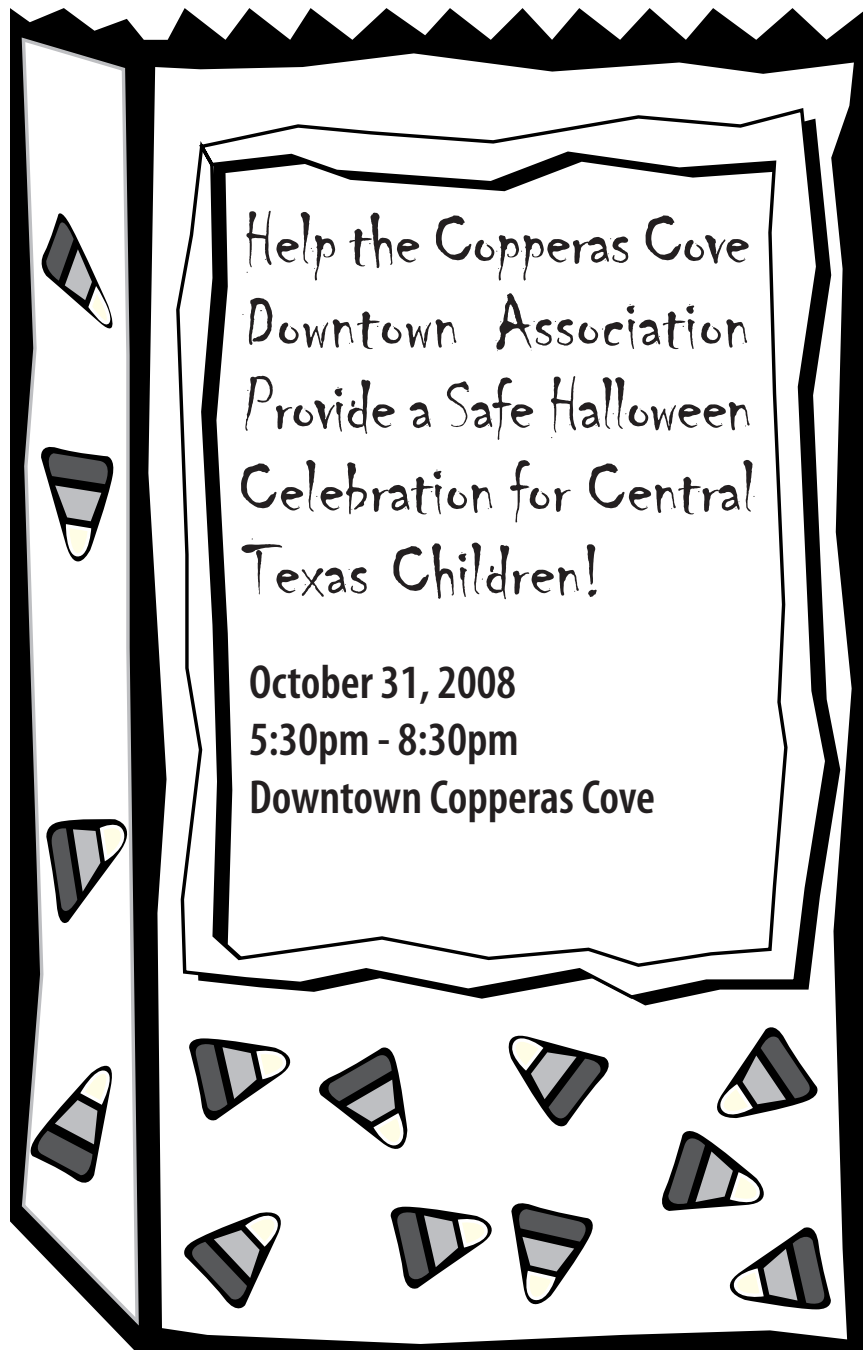 Help the Copperas Cove
Downtown Association
Provide a Safe Halloween
Celebration for Central
Texas Children!
October 31, 2008
5:30pm - 8:30pm
Downtown Copperas Cove